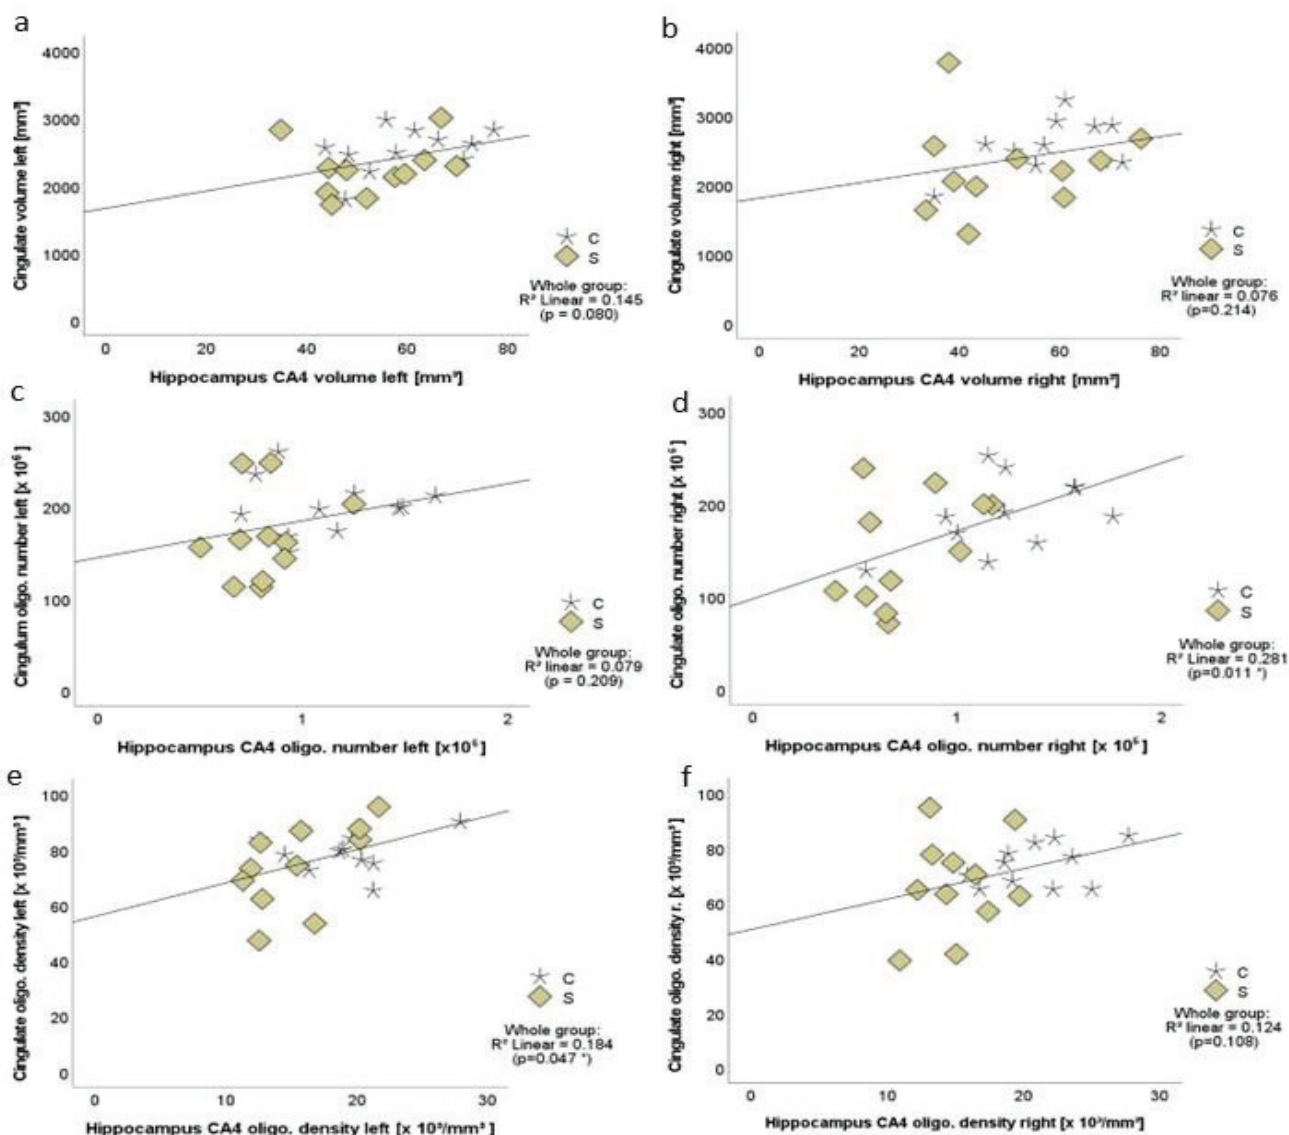 a
4000
3000
2000
1000
0
Cingulate volume left [mm³]
0 20 40 60 80
Hippocampus CA4 volume left [mm³]
C
S
Whole group:
R² Linear = 0.145
(p = 0.080)
b
4000
3000
2000
1000
0
Cingulate volume right [mm³]
0 20 40 60 80
Hippocampus CA4 volume right [mm³]
C
S
Whole group:
R² linear = 0.076
(p=0.214)
c
300
200
100
0
Cingulum oligo. number left [x 10⁶]
0 1 2
Hippocampus CA4 oligo. number left [x10⁶]
C
S
Whole group:
R² linear = 0.079
(p = 0.209)
d
300
200
100
0
Cingulate oligo. number right [x 10⁶]
0 1 2
Hippocampus CA4 oligo. number right [x 10⁶]
C
S
Whole group:
R² Linear = 0.281
(p=0.011 *)
e
100
80
60
40
20
0
Cingulate oligo. density left [x 10³/mm³]
0 10 20 30
Hippocampus CA4 oligo. density left [x 10³/mm³]
C
S
Whole group:
R² Linear = 0.184
(p=0.047 *)
f
100
80
60
40
20
0
Cingulate oligo. density r. [x 10³/mm³]
0 10 20 30
Hippocampus CA4 oligo. density right [x 10³/mm³]
C
S
Whole group:
R² linear = 0.124
(p=0.108)